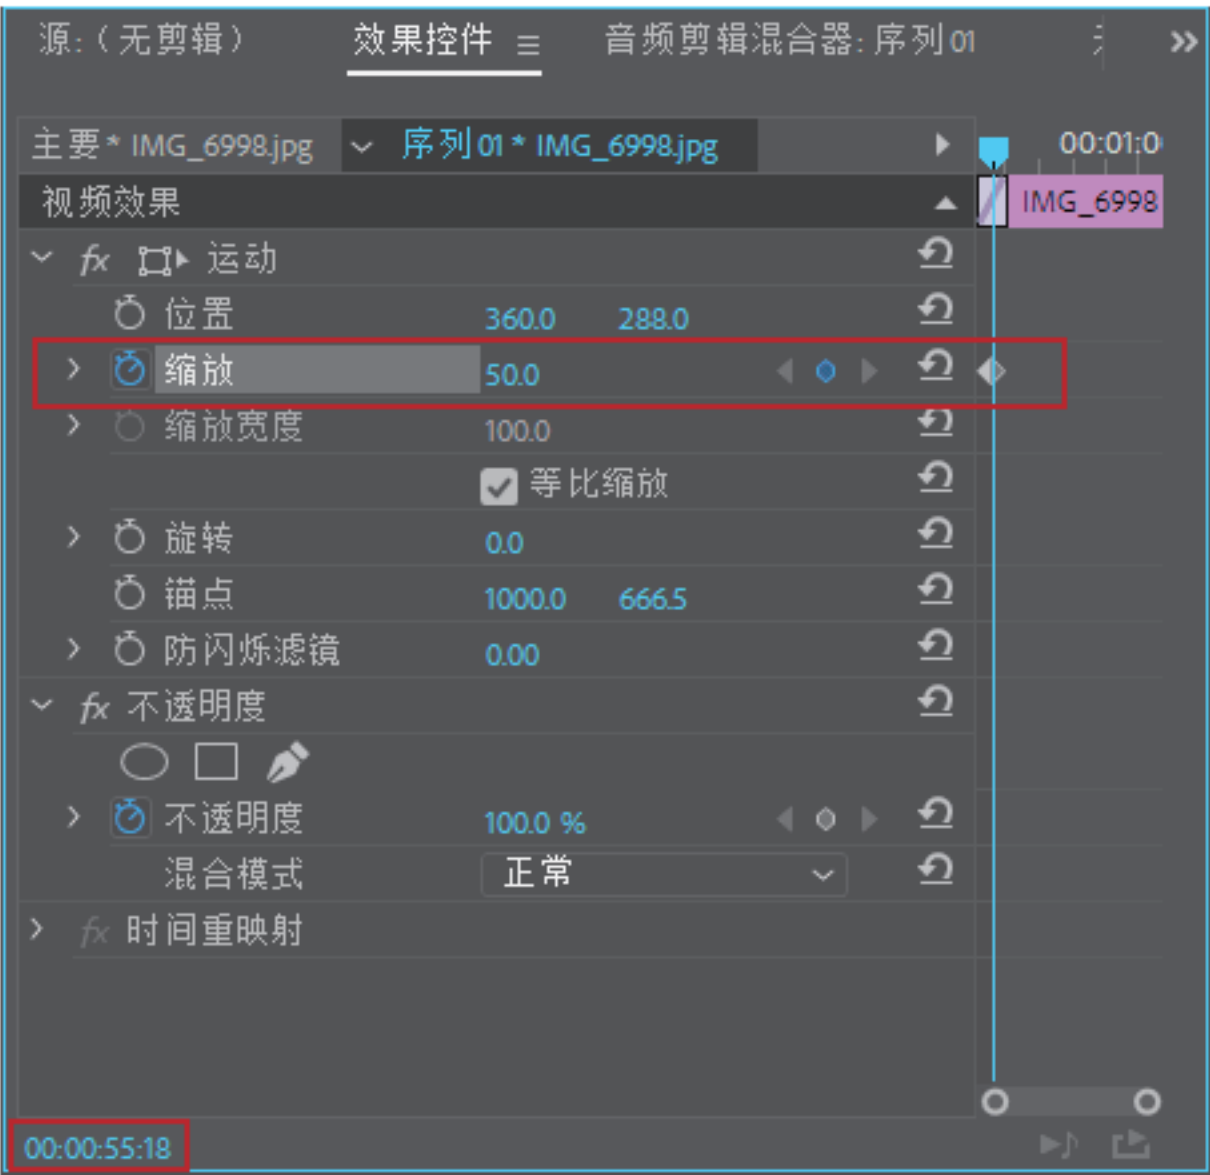 源:（无剪辑） 效果控件 音频剪辑混合器: 序列 01
主要 * IMG_6998.jpg 序列 01 * IMG_6998.jpg 00:01:0
视频效果 IMG_6998
fx 运动
位置 360.0 288.0
缩放 50.0
缩放宽度 100.0
等比缩放
旋转 0.0
锚点 1000.0 666.5
防闪烁滤镜 0.00
fx 不透明度
不透明度 100.0 %
混合模式 正常
fx 时间重映射
00:00:55:18